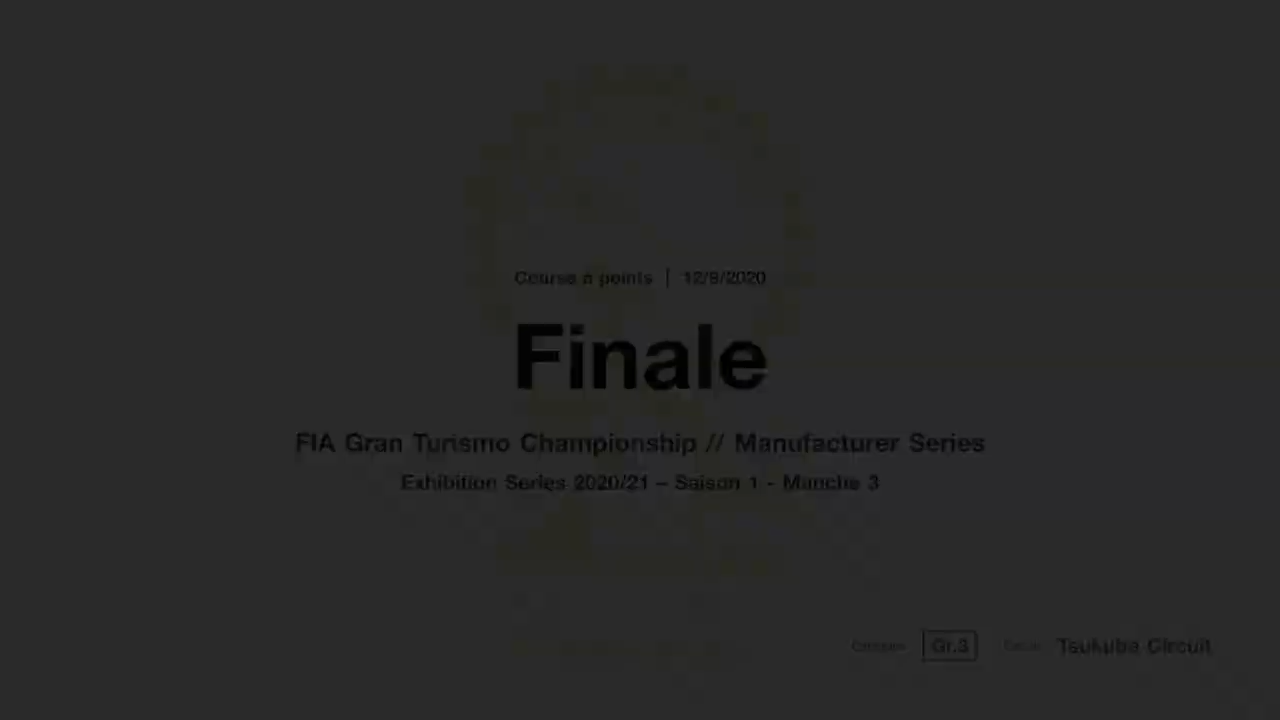 Course à points | 12/9/2020
Finale
FIA Gran Turismo Championship // Manufacturer Series
Exhibition Series 2020/21 – Saison 1 - Manche 3
Gr.3 Tsukuba Circuit